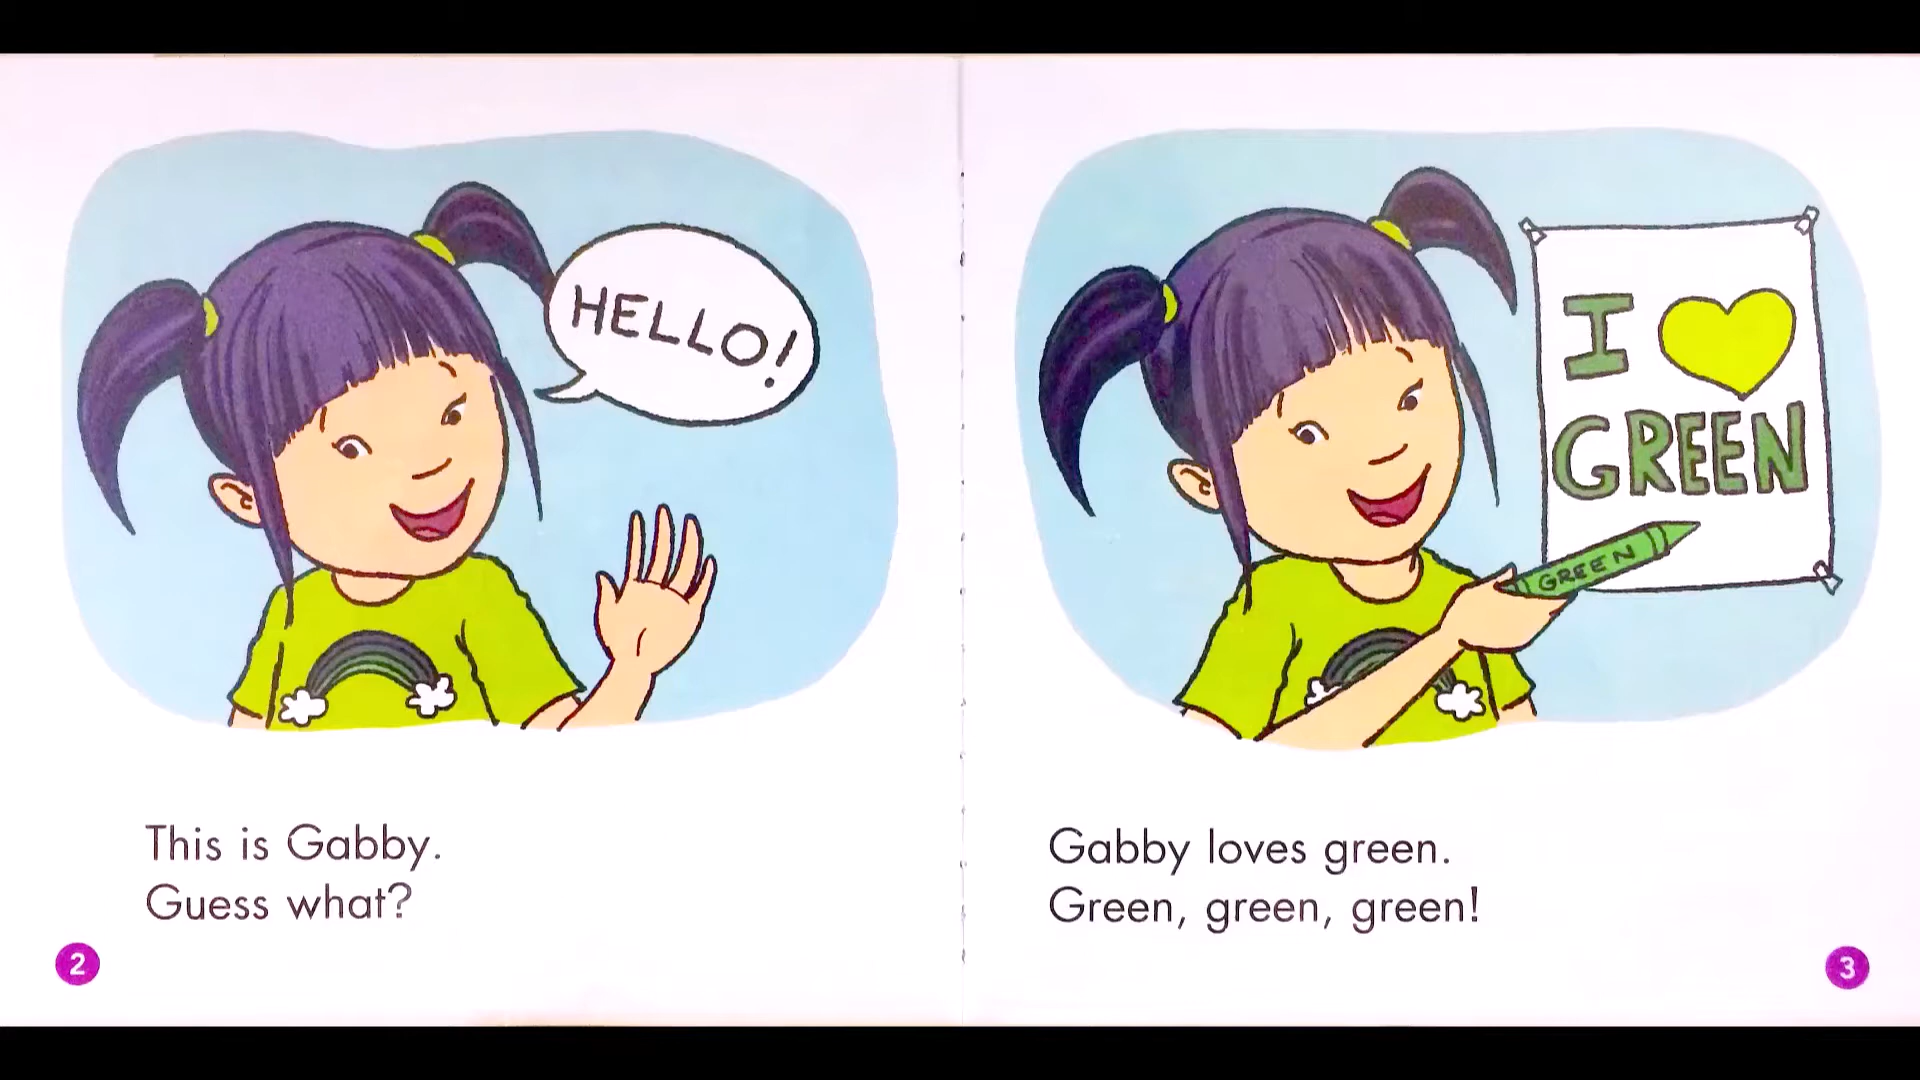 HELLO!
This is Gabby.
Guess what?
2
I
GREEN
GREEN
Gabby loves green.
Green, green, green!
3